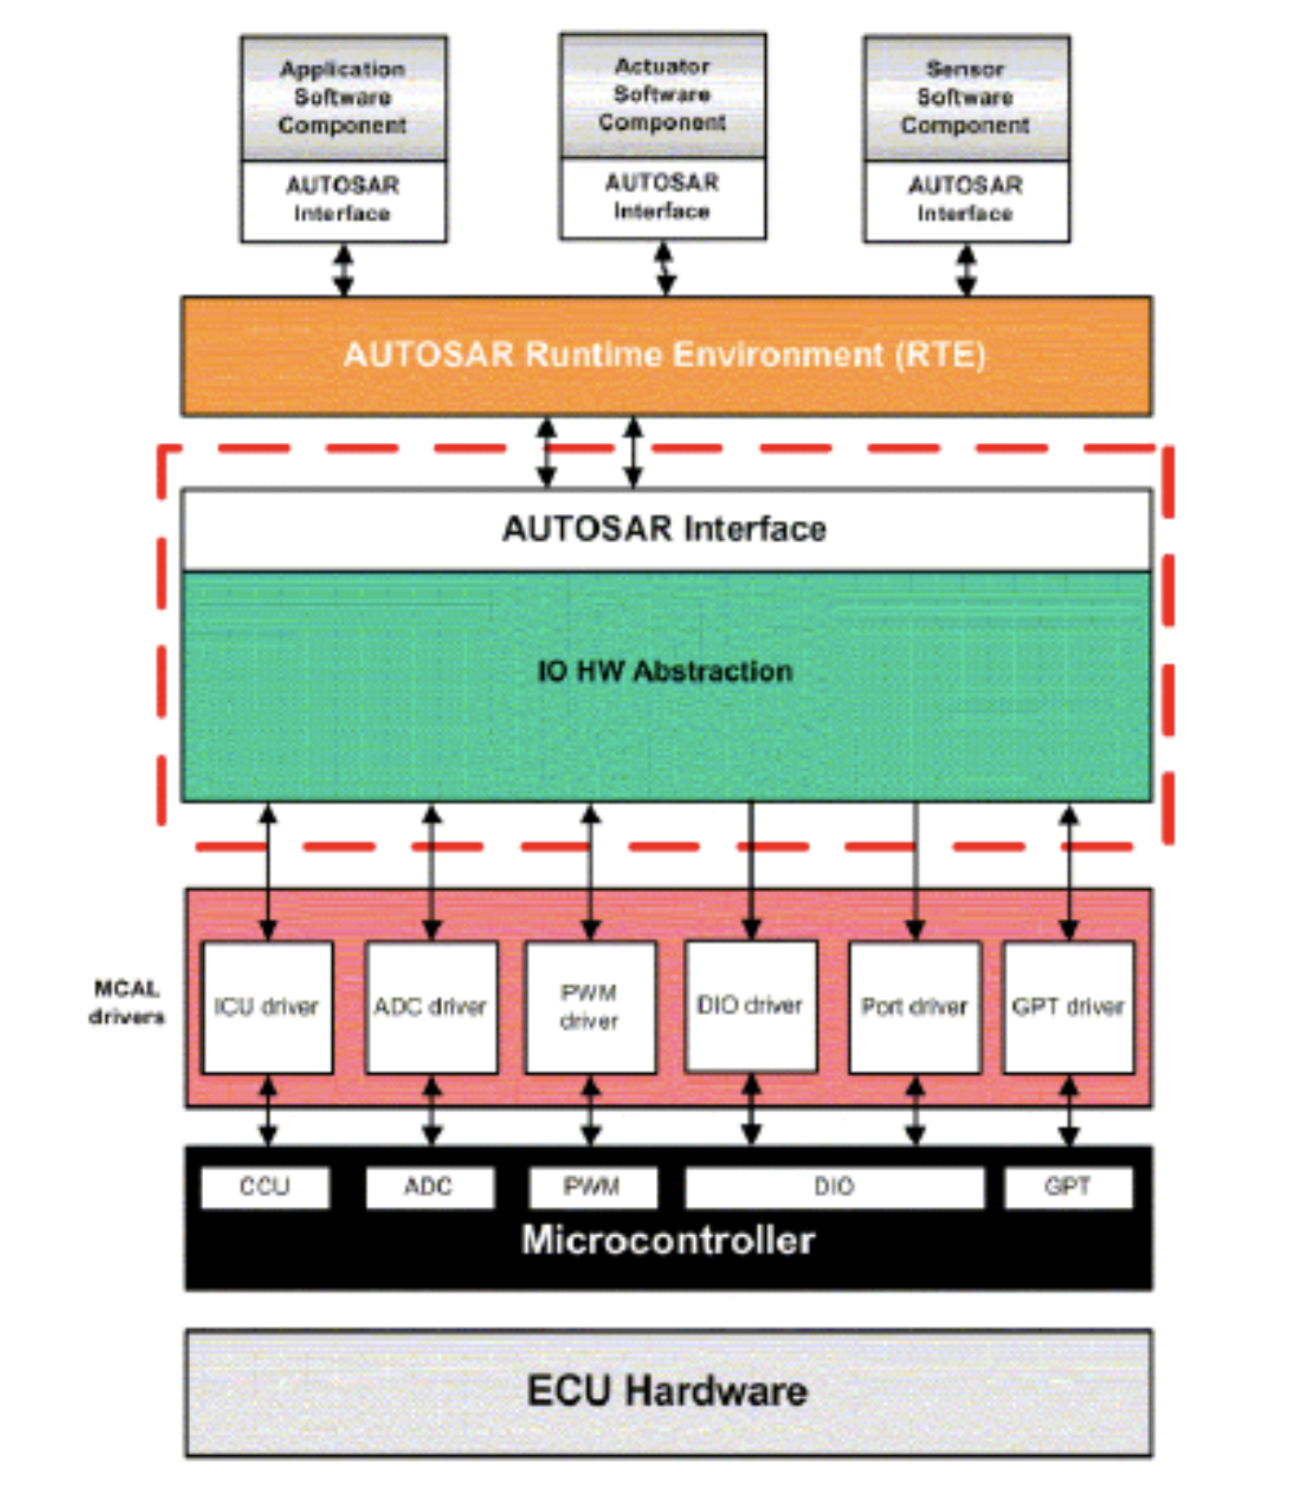 Application
Software
Component
AUTOSAR
Interface
Actuator
Software
Component
AUTOSAR
Interface
Sensor
Software
Component
AUTOSAR
Interface
AUTOSAR Runtime Environment (RTE)
AUTOSAR Interface
IO HW Abstraction
MCAL
drivers
ICU driver
ADC driver
PWM
driver
DIO driver
Port driver
GPT driver
CCU
ADC
PWM
DIO
GPT
Microcontroller
ECU Hardware